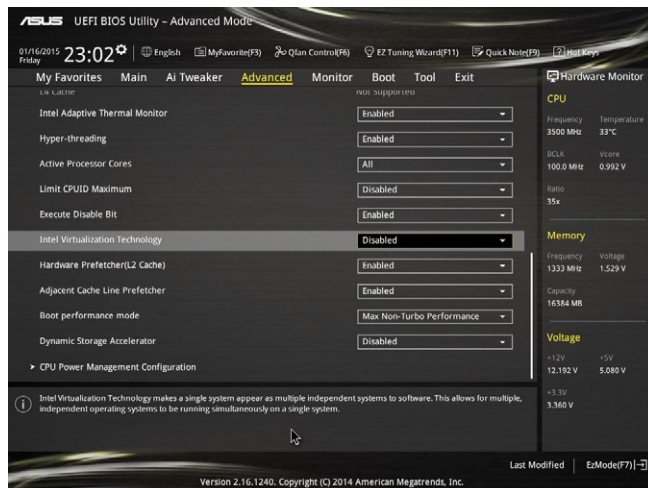 ASUS UEFI BIOS Utility – Advanced Mode
01/16/2015 Friday 23:02 English MyFavorite(F3) Qfan Control(F6) EZ Tuning Wizard(F11) Quick Note(F9) ? Hot Keys
My Favorites Main Ai Tweaker Advanced Monitor Boot Tool Exit
L4 Cache Not Supported
Intel Adaptive Thermal Monitor Enabled
Hyper-threading Enabled
Active Processor Cores All
Limit CPUID Maximum Disabled
Execute Disable Bit Enabled
Intel Virtualization Technology Disabled
Hardware Prefetcher(L2 Cache) Enabled
Adjacent Cache Line Prefetcher Enabled
Boot performance mode Max Non-Turbo Performance
Dynamic Storage Accelerator Disabled
> CPU Power Management Configuration
Intel Virtualization Technology makes a single system appear as multiple independent systems to software. This allows for multiple,
independent operating systems to be running simultaneously on a single system.
Hardware Monitor
CPU
Frequency Temperature
3500 MHz 33°C
BCLK Vcore
100.0 MHz 0.992 V
Ratio
35x
Memory
Frequency Voltage
1333 MHz 1.529 V
Capacity
16384 MB
Voltage
+12V +5V
12.192 V 5.080 V
+3.3V
3.360 V
Last Modified EzMode(F7)
Version 2.16.1240. Copyright (C) 2014 American Megatrends, Inc.